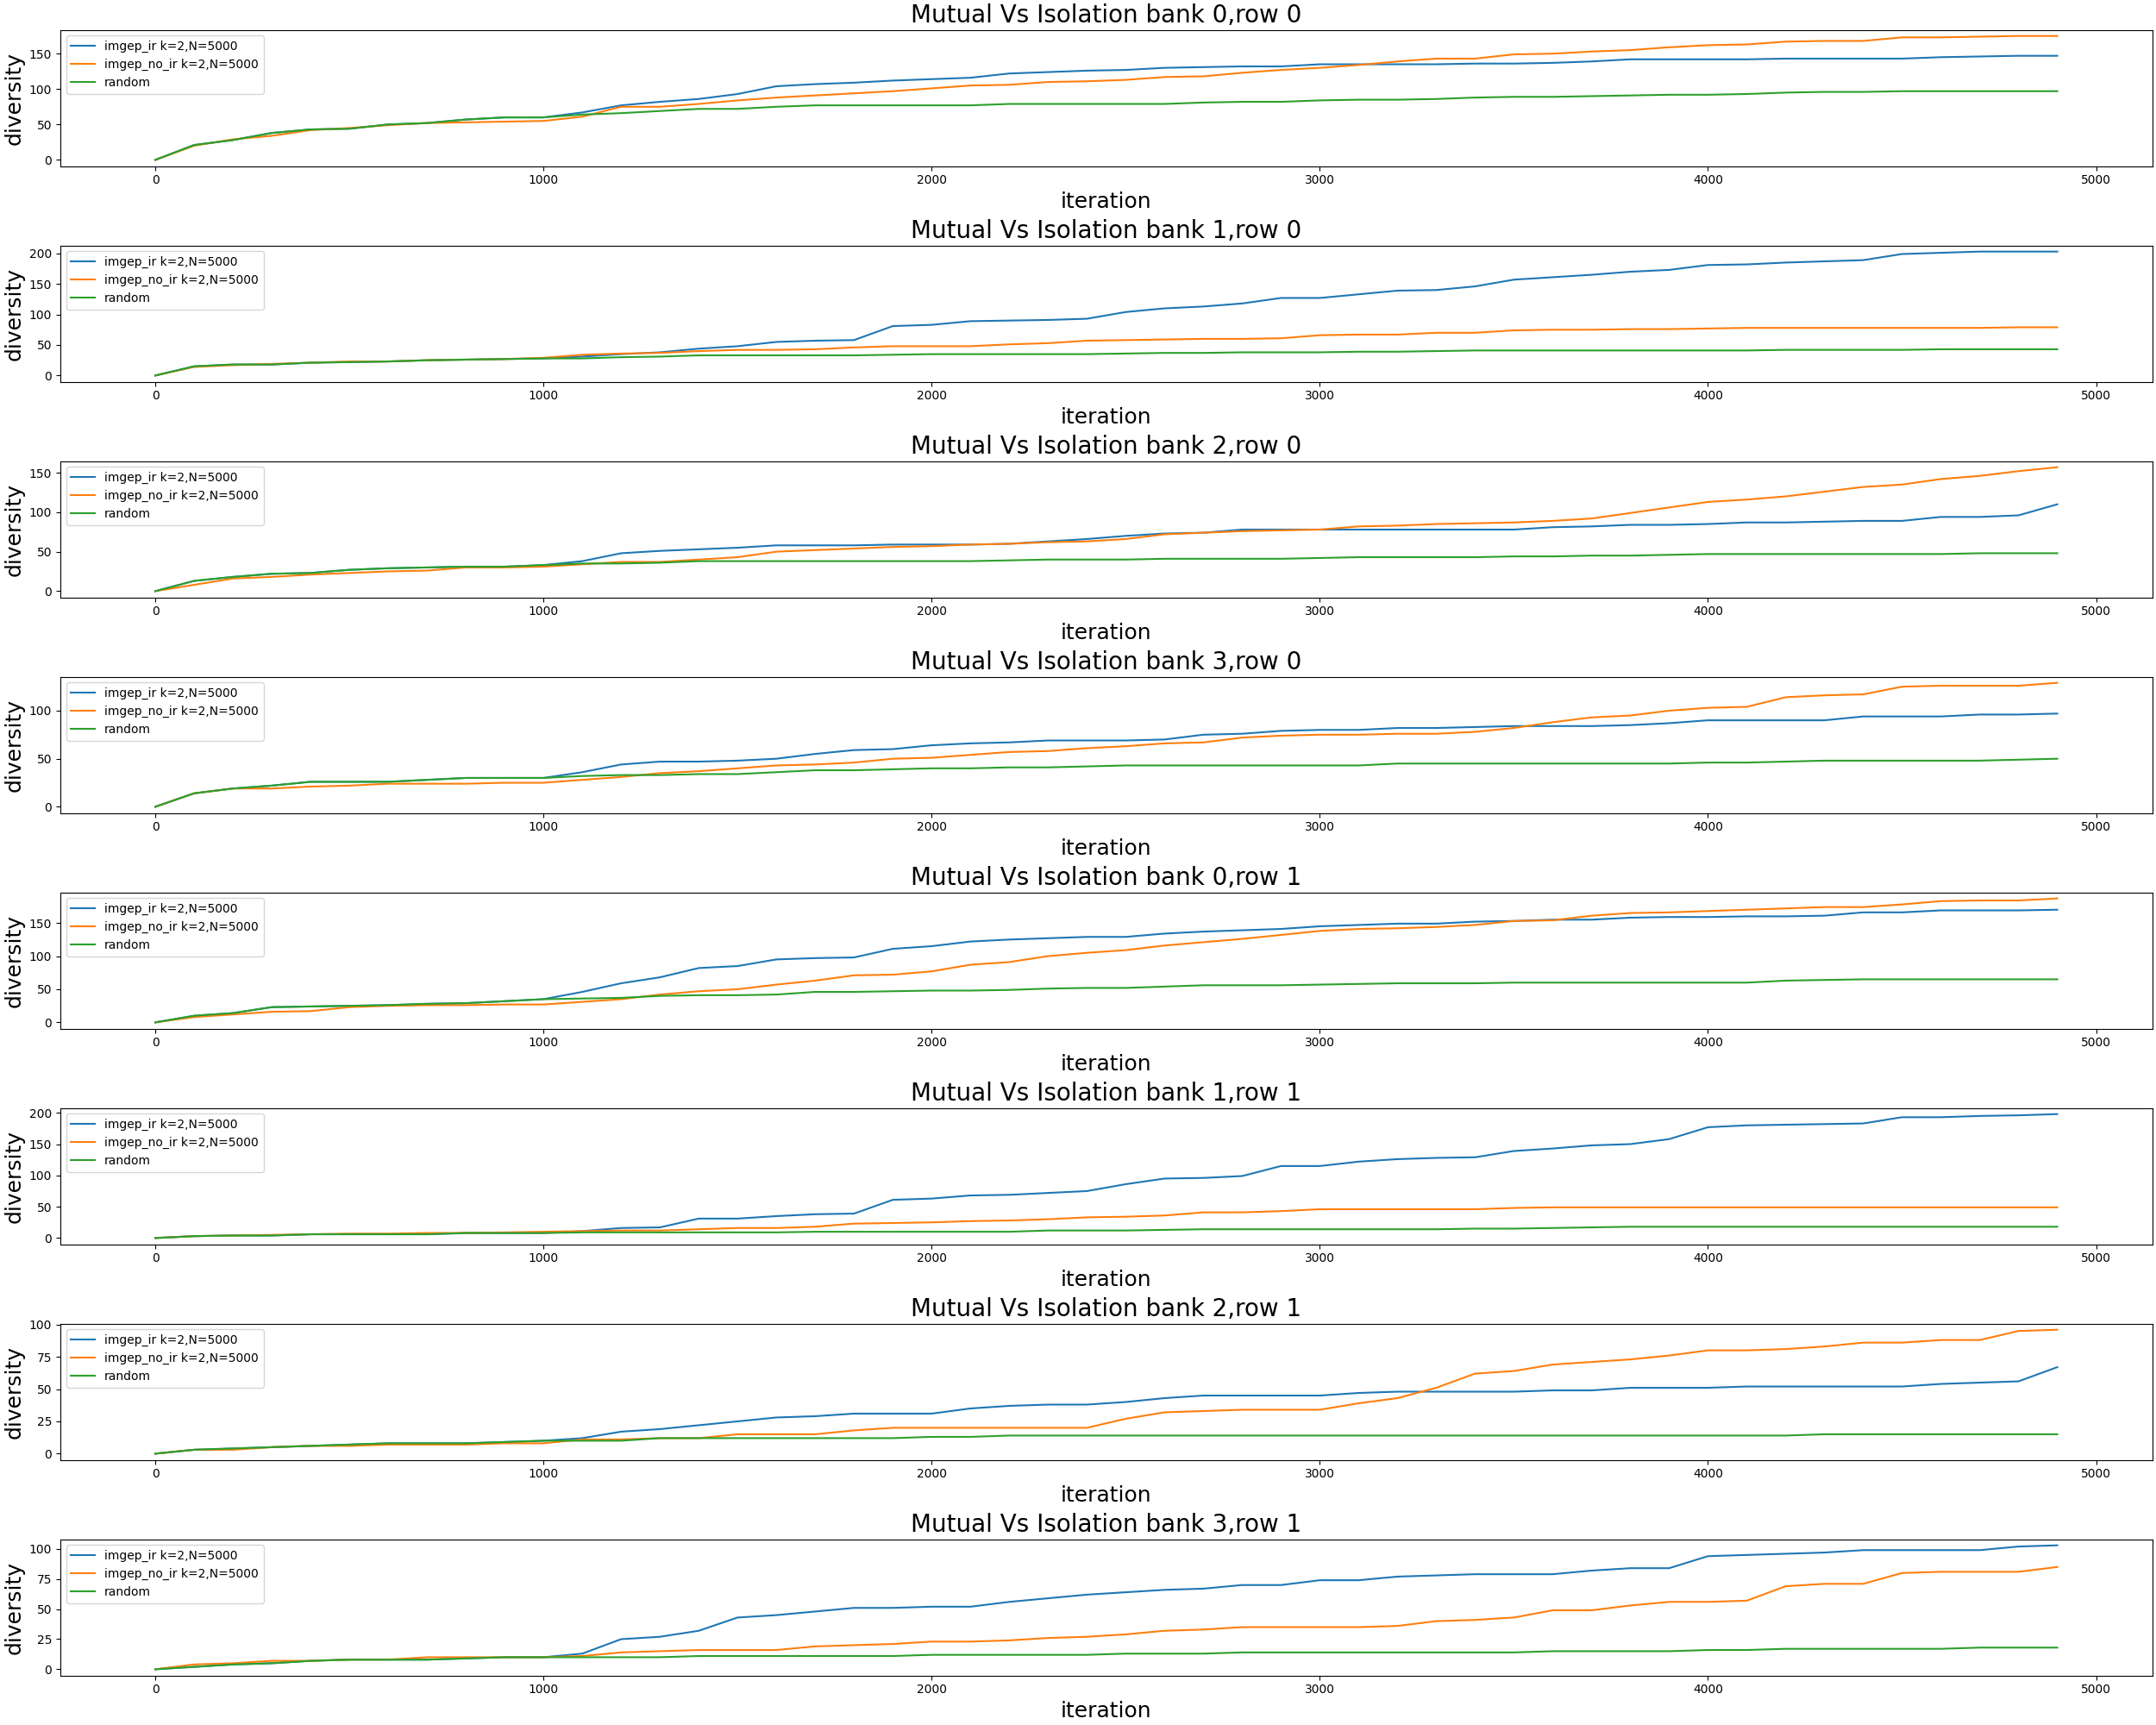 Mutual Vs Isolation bank 0,row 0
diversity
150
100
50
0
imgep_ir k=2,N=5000
imgep_no_ir k=2,N=5000
random
0 1000 2000 3000 4000 5000
iteration
Mutual Vs Isolation bank 1,row 0
diversity
200
150
100
50
0
imgep_ir k=2,N=5000
imgep_no_ir k=2,N=5000
random
0 1000 2000 3000 4000 5000
iteration
Mutual Vs Isolation bank 2,row 0
diversity
150
100
50
0
imgep_ir k=2,N=5000
imgep_no_ir k=2,N=5000
random
0 1000 2000 3000 4000 5000
iteration
Mutual Vs Isolation bank 3,row 0
diversity
100
50
0
imgep_ir k=2,N=5000
imgep_no_ir k=2,N=5000
random
0 1000 2000 3000 4000 5000
iteration
Mutual Vs Isolation bank 0,row 1
diversity
150
100
50
0
imgep_ir k=2,N=5000
imgep_no_ir k=2,N=5000
random
0 1000 2000 3000 4000 5000
iteration
Mutual Vs Isolation bank 1,row 1
diversity
200
150
100
50
0
imgep_ir k=2,N=5000
imgep_no_ir k=2,N=5000
random
0 1000 2000 3000 4000 5000
iteration
Mutual Vs Isolation bank 2,row 1
diversity
100
75
50
25
0
imgep_ir k=2,N=5000
imgep_no_ir k=2,N=5000
random
0 1000 2000 3000 4000 5000
iteration
Mutual Vs Isolation bank 3,row 1
diversity
100
75
50
25
0
imgep_ir k=2,N=5000
imgep_no_ir k=2,N=5000
random
0 1000 2000 3000 4000 5000
iteration